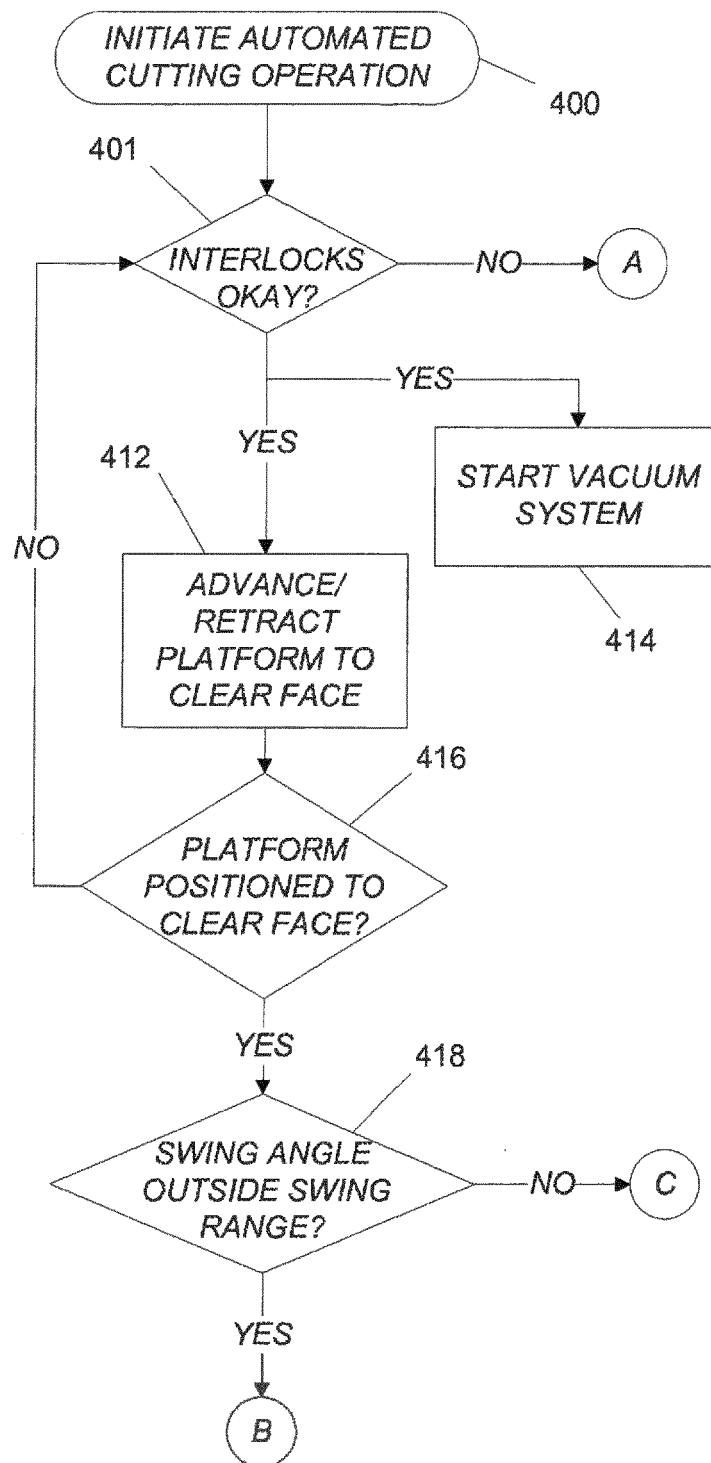 INITIATE AUTOMATED
CUTTING OPERATION
400
401
INTERLOCKS
OKAY?
NO
A
YES
YES
412
START VACUUM
SYSTEM
NO
ADVANCE/
RETRACT
PLATFORM TO
CLEAR FACE
414
416
PLATFORM
POSITIONED TO
CLEAR FACE?
YES
418
SWING ANGLE
OUTSIDE SWING
RANGE?
NO
C
YES
B